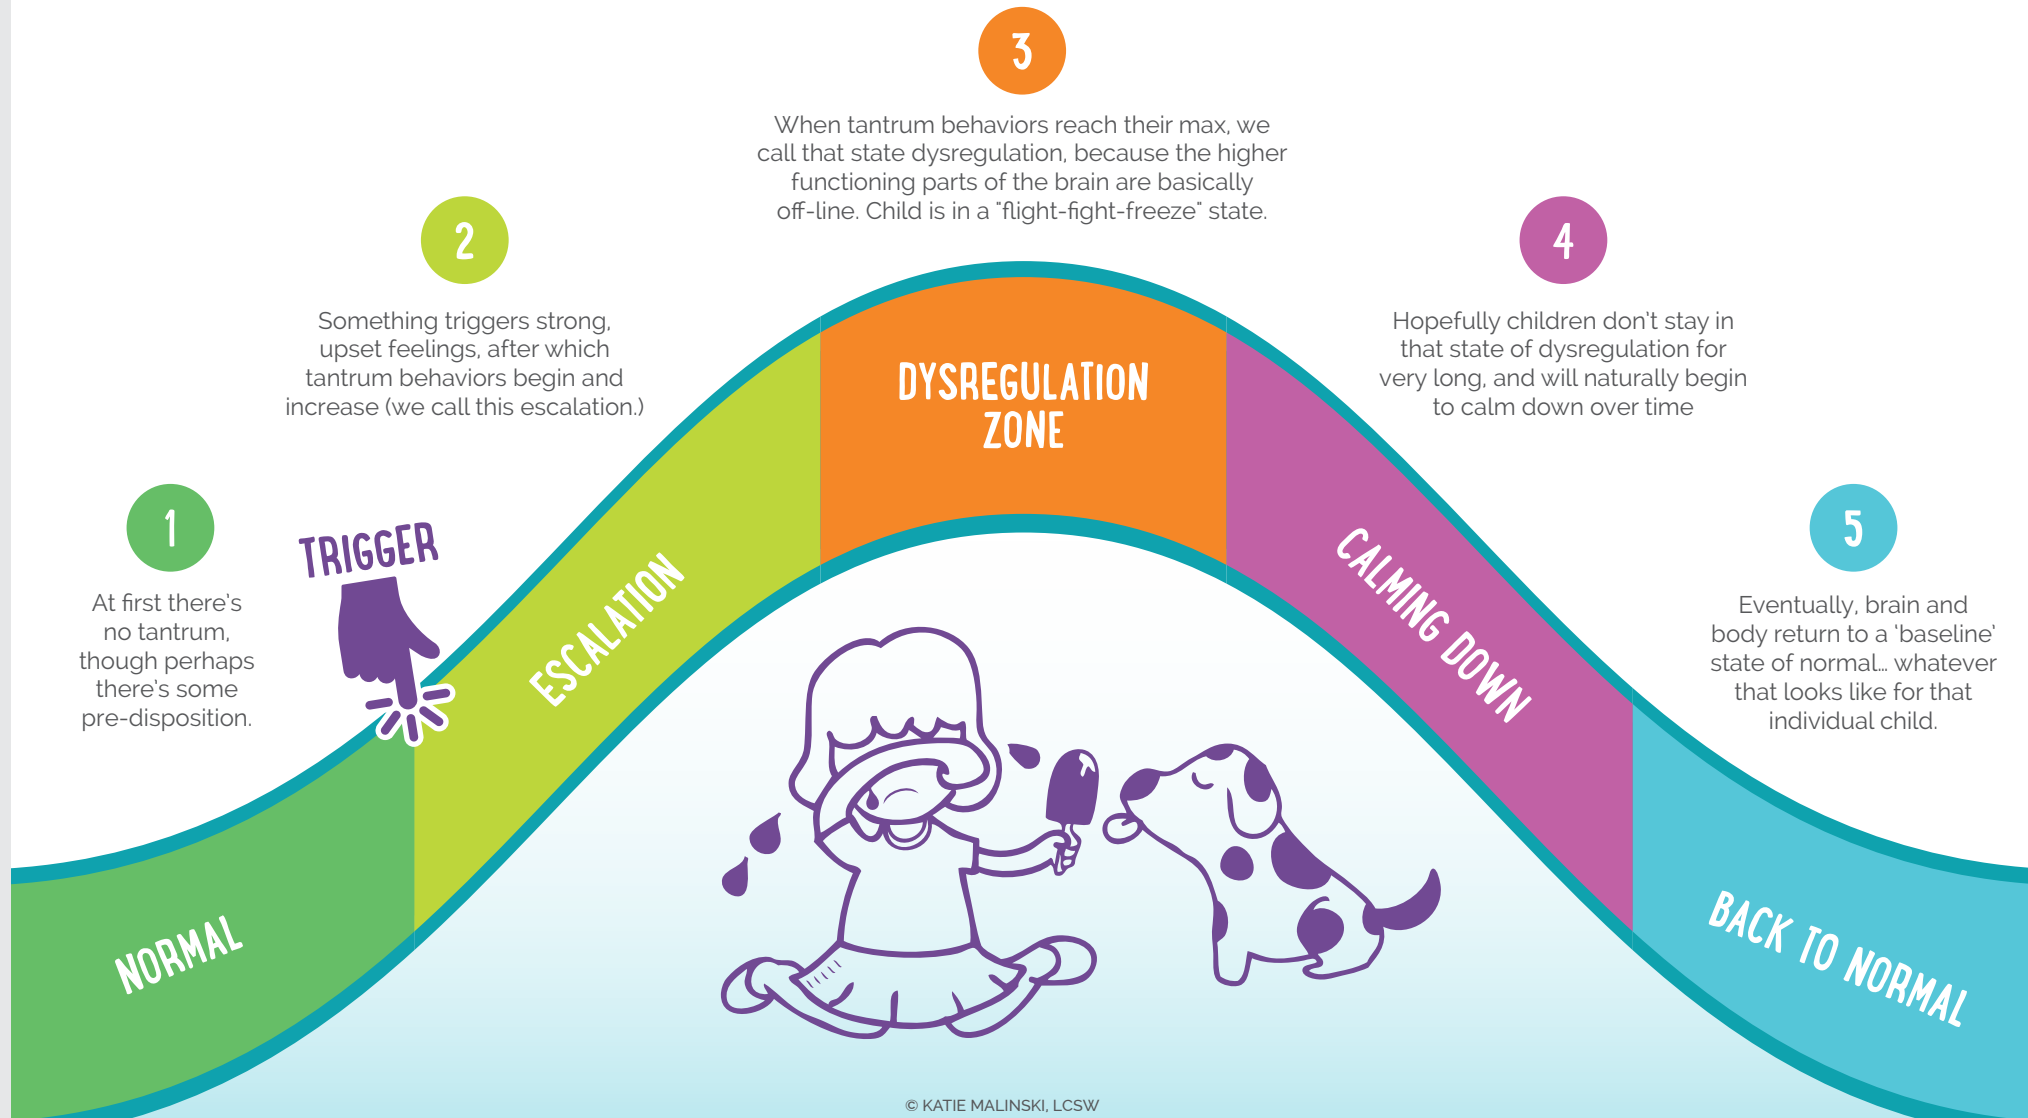 3
When tantrum behaviors reach their max, we
call that state dysregulation, because the higher
functioning parts of the brain are basically
off-line. Child is in a "flight-fight-freeze" state.
2
Something triggers strong,
upset feelings, after which
tantrum behaviors begin and
increase (we call this escalation.)
4
Hopefully children don't stay in
that state of dysregulation for
very long, and will naturally begin
to calm down over time
1
At first there's
no tantrum,
though perhaps
there's some
pre-disposition.
TRIGGER
5
Eventually, brain and
body return to a 'baseline'
state of normal... whatever
that looks like for that
individual child.
NORMAL
ESCALATION
DYSREGULATION
ZONE
CALMING DOWN
BACK TO NORMAL
© KATIE MALINSKI, LCSW